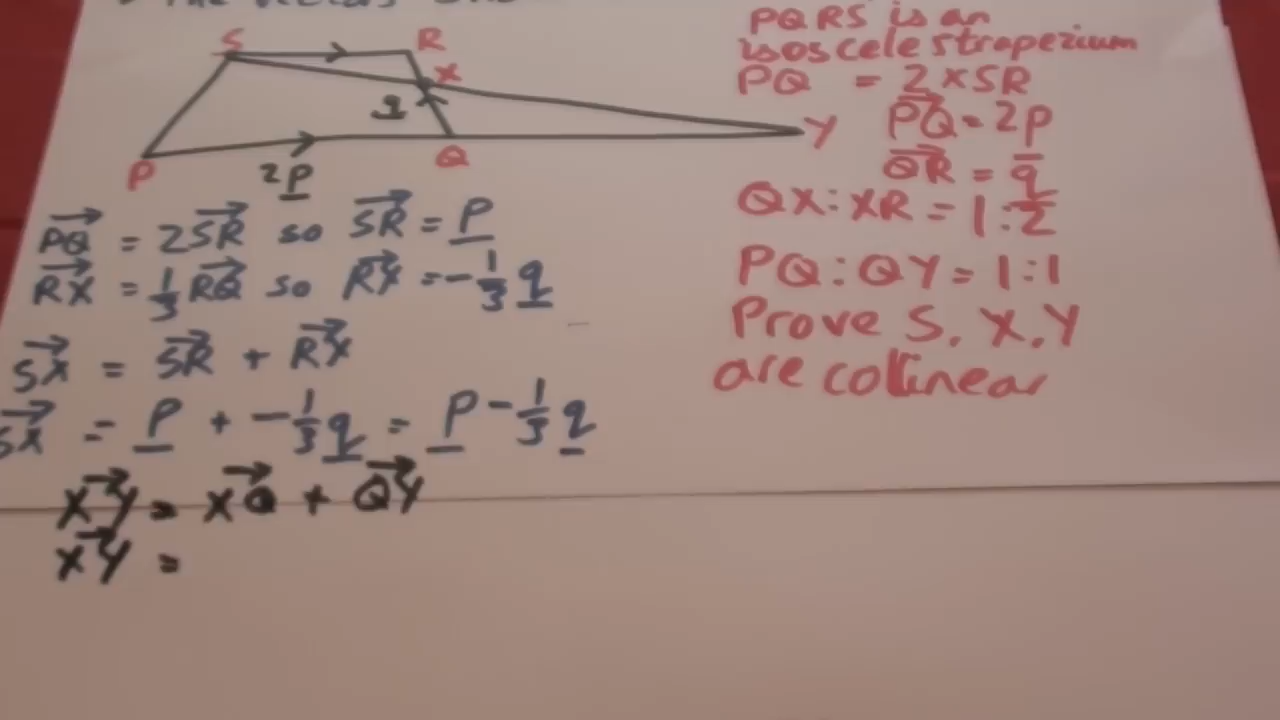 S
R
X
q
Y
P
2p
Q
PQRS is an
isosceles trapezium
PQ = 2 × SR
PQ = 2p
QR = q
QX : XR = 1 : 2
PQ : QY = 1 : 1
Prove S, X, Y
are collinear
PQ = 2SR so SR = p
RX = 1/3 RQ so RX = -1/3 q
SX = SR + RX
SX = p + -1/3 q = p - 1/3 q
XY = XQ + QY
XY =